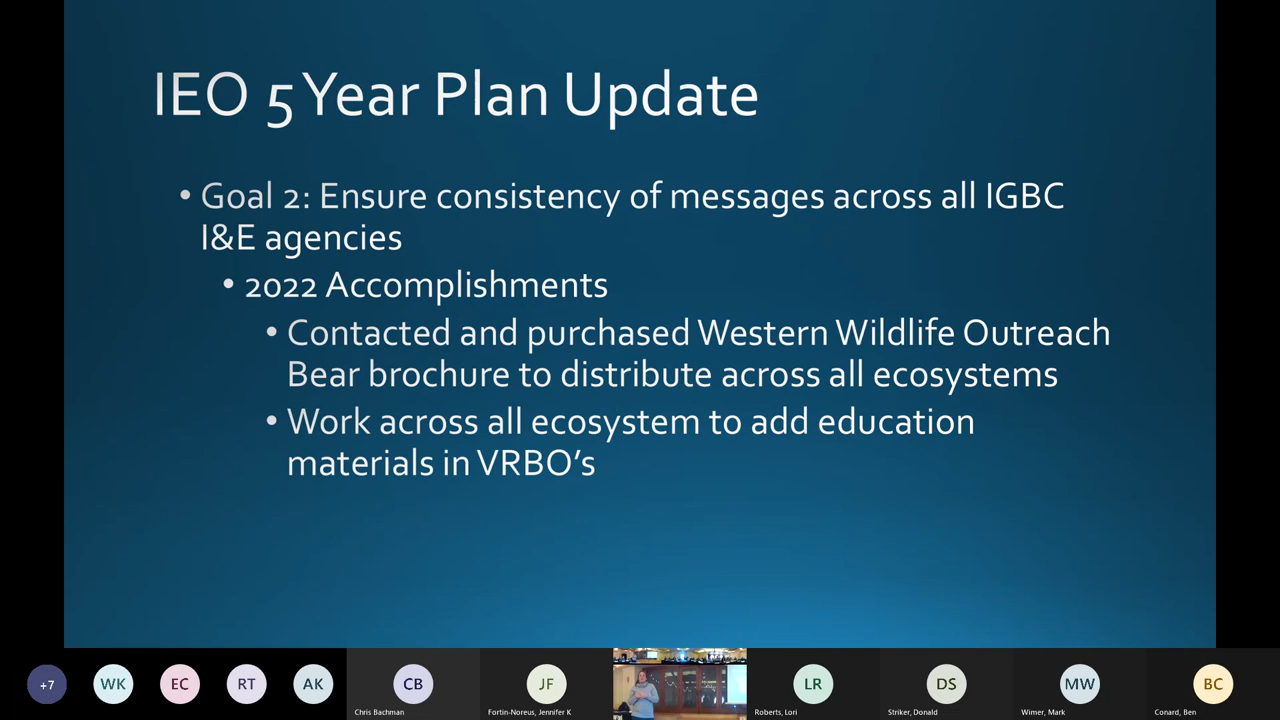 IEO 5 Year Plan Update
• Goal 2: Ensure consistency of messages across all IGBC
I&E agencies
• 2022 Accomplishments
• Contacted and purchased Western Wildlife Outreach
Bear brochure to distribute across all ecosystems
• Work across all ecosystem to add education
materials in VRBO’s
+7
WK
EC
RT
AK
CB
JF
LR
DS
MW
BC
Chris Bachman
Fortin-Noreus, Jennifer K
Roberts, Lori
Striker, Donald
Wimer, Mark
Conard, Ben